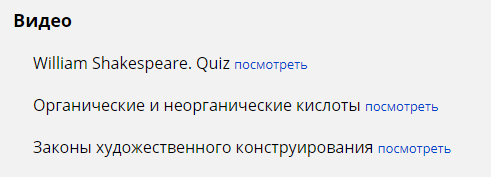 Видео
William Shakespeare. Quiz посмотреть
Органические и неорганические кислоты посмотреть
Законы художественного конструирования посмотреть